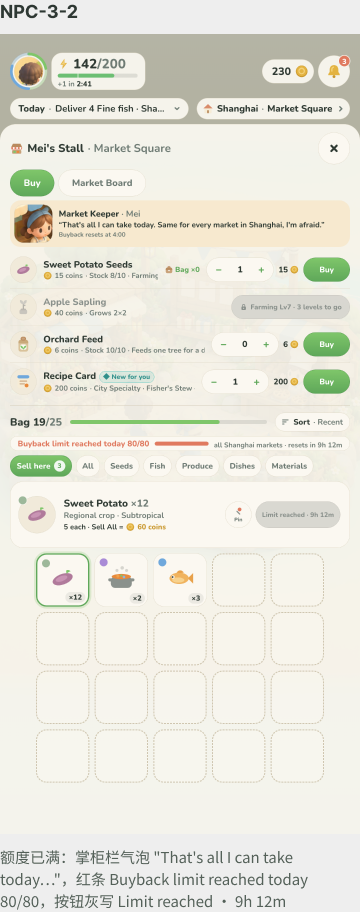 NPC-3-2
142/200
+1 in 2:41
230
3
Today · Deliver 4 Fine fish · Sha...
Shanghai · Market Square
Mei's Stall · Market Square
Buy
Market Board
Market Keeper · Mei
“That's all I can take today. Same for every market in Shanghai, I'm afraid.”
Buyback resets at 4:00
Sweet Potato Seeds
15 coins · Stock 8/10 · Farming
Bag ×0
− 1 +
15
Buy
Apple Sapling
40 coins · Grows 2×2
Farming Lv7 · 3 levels to go
Orchard Feed
6 coins · Stock 10/10 · Feeds one tree for a d
− 0 +
6
Buy
Recipe Card
New for you
200 coins · City Specialty · Fisher's Stew
− 1 +
200
Buy
Bag 19/25
Sort · Recent
Buyback limit reached today 80/80
all Shanghai markets · resets in 9h 12m
Sell here 3
All
Seeds
Fish
Produce
Dishes
Materials
Sweet Potato ×12
Regional crop · Subtropical
5 each · Sell All = 60 coins
Pin
Limit reached · 9h 12m
×12
×2
×3
额度已满：掌柜栏气泡 "That's all I can take
today…"，红条 Buyback limit reached today
80/80，按钮灰写 Limit reached · 9h 12m